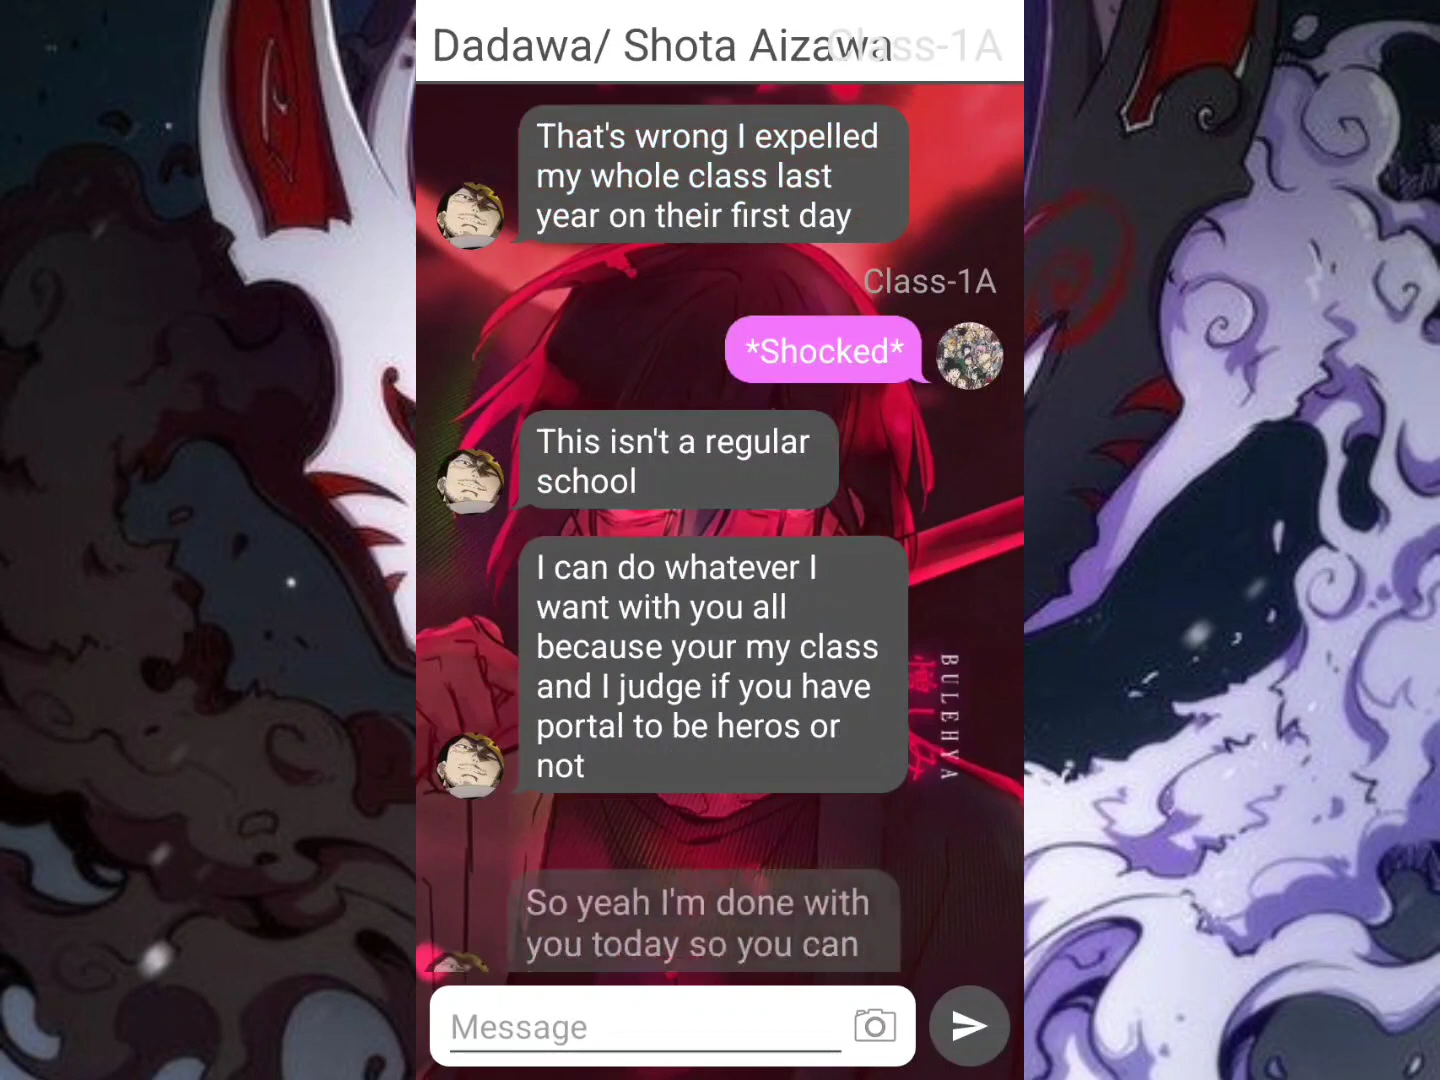 Dadawa/ Shota Aizawa
Class-1A
That's wrong I expelled
my whole class last
year on their first day
Class-1A
*Shocked*
This isn't a regular
school
I can do whatever I
want with you all
because your my class
and I judge if you have
portal to be heros or
not
BULEHYA
So yeah I'm done with
you today so you can
Message